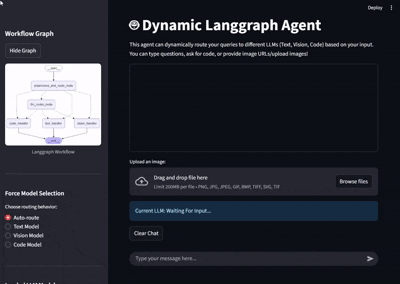 Deploy
Workflow Graph
Hide Graph
Langgraph Workflow
Force Model Selection
Choose routing behavior:
Auto-route
Text Model
Vision Model
Code Model
Dynamic Langgraph Agent
This agent can dynamically route your queries to different LLMs (Text, Vision, Code) based on your input.
You can type questions, ask for code, or provide image URLs/upload images!
Upload an image:
Drag and drop file here
Limit 200MB per file • PNG, JPG, JPEG, GIF, BMP, TIFF, SVG, TIF
Browse files
Current LLM: Waiting For Input...
Clear Chat
Type your message here...